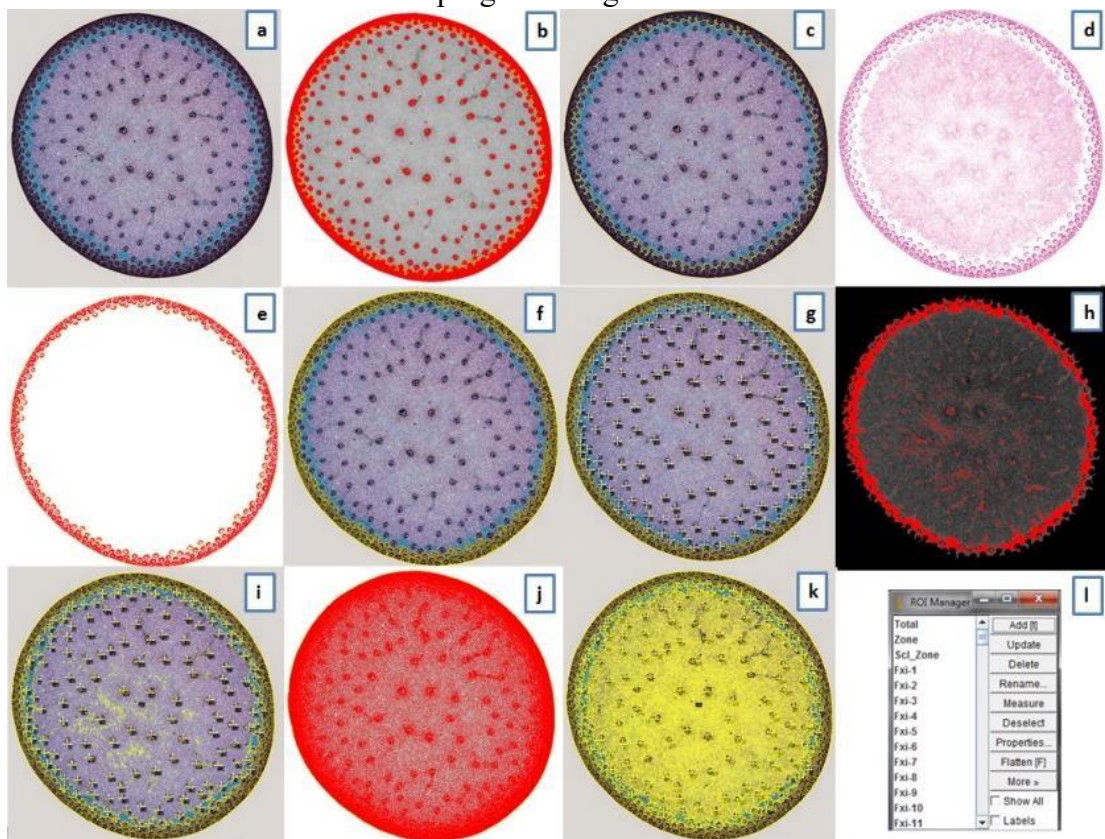 a
b
c
d
e
f
g
h
i
j
k
l
ROI Manager
Total
Zone
Scl_Zone
Fxi-1
Fxi-2
Fxi-3
Fxi-4
Fxi-5
Fxi-6
Fxi-7
Fxi-8
Fxi-9
Fxi-10
Fxi-11
Add [t]
Update
Delete
Rename...
Measure
Deselect
Properties...
Flatten [F]
More »
Show All
Labels